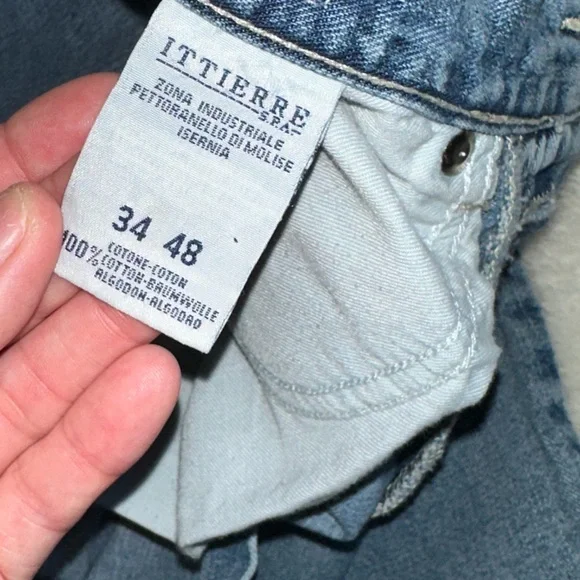 ITTIERRE
S.P.A.
ZONA INDUSTRIALE
PETTORANELLO DI MOLISE
ISERNIA
34 48
100% COTONE-COTON
COTTON-BAUMWOLLE
ALGODON-ALGODAO